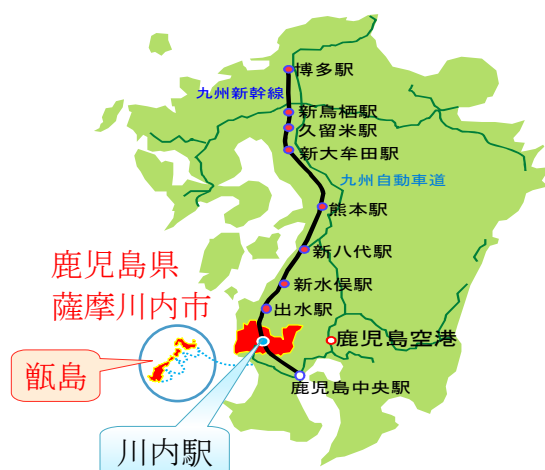 博多駅
九州新幹線
新鳥栖駅
久留米駅
新大牟田駅
九州自動車道
熊本駅
新八代駅
鹿児島県
薩摩川内市
新水俣駅
出水駅
鹿児島空港
甑島
鹿児島中央駅
川内駅